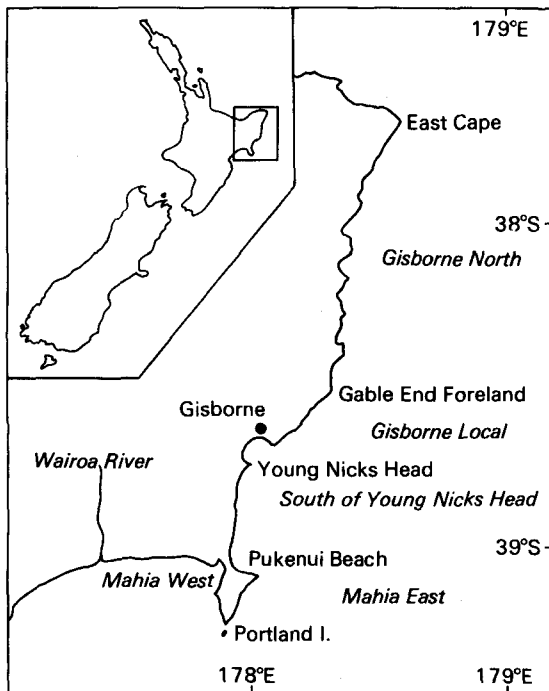 179°E
East Cape
38°S
Gisborne North
Gable End Foreland
Gisborne
Gisborne Local
Wairoa River
Young Nicks Head
South of Young Nicks Head
39°S
Pukenui Beach
Mahia West
Mahia East
Portland I.
178°E
179°E